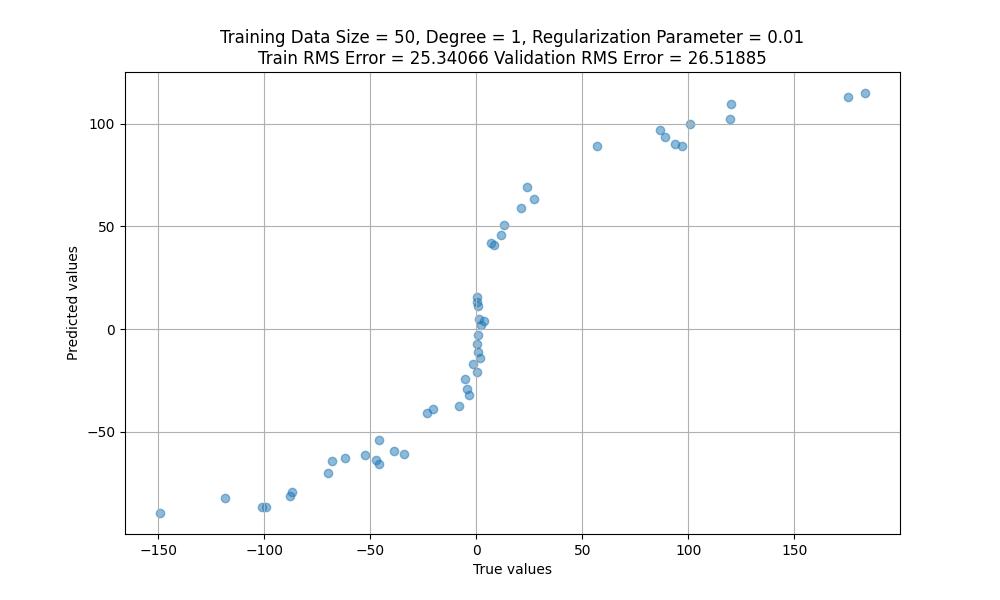 Training Data Size = 50, Degree = 1, Regularization Parameter = 0.01
Train RMS Error = 25.34066 Validation RMS Error = 26.51885
100
50
0
−50
Predicted values
−150
−100
−50
0
50
100
150
True values